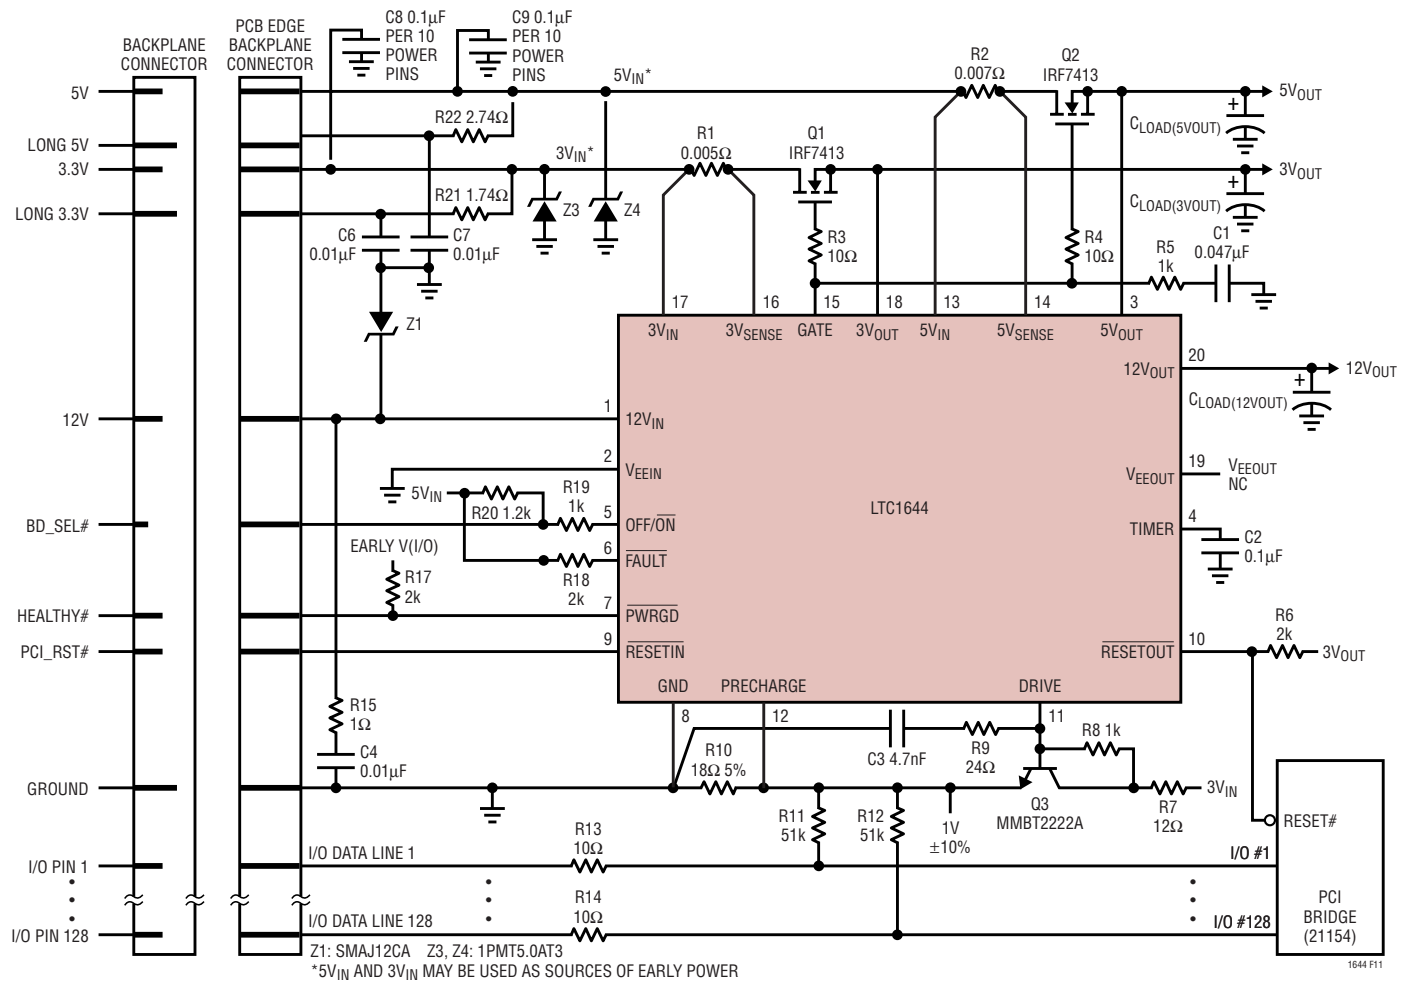 BACKPLANE
CONNECTOR
PCB EDGE
BACKPLANE
CONNECTOR
C8 0.1µF
PER 10
POWER
PINS
C9 0.1µF
PER 10
POWER
PINS
5V
LONG 5V
3.3V
LONG 3.3V
12V
BD_SEL#
HEALTHY#
PCI_RST#
GROUND
I/O PIN 1
I/O PIN 128
5VIN*
R22 2.74Ω
3VIN*
R21 1.74Ω
C6
0.01µF
C7
0.01µF
Z3
Z4
Z1
R1
0.005Ω
Q1
IRF7413
R2
0.007Ω
Q2
IRF7413
5VOUT
CLOAD(5VOUT)
+
3VOUT
CLOAD(3VOUT)
+
R3
10Ω
R4
10Ω
R5
1k
C1
0.047µF
17
16
15
18
13
14
3
3VIN
3VSENSE
GATE
3VOUT
5VIN
5VSENSE
5VOUT
1
12VIN
2
VEEIN
5VIN
R20 1.2k
R19
1k
5
OFF/ON
6
FAULT
R18
2k
EARLY V(I/O)
R17
2k
7
PWRGD
9
RESETIN
LTC1644
12VOUT
20
12VOUT
CLOAD(12VOUT)
+
VEEOUT
19
VEEOUT
NC
TIMER
4
C2
0.1µF
RESETOUT
10
R6
2k
3VOUT
GND
PRECHARGE
DRIVE
8
12
11
R15
1Ω
C4
0.01µF
R10
18Ω 5%
C3 4.7nF
R9
24Ω
R8 1k
Q3
MMBT2222A
R7
12Ω
3VIN
R11
51k
R12
51k
1V
±10%
R13
10Ω
I/O DATA LINE 1
R14
10Ω
I/O DATA LINE 128
I/O #1
I/O #128
RESET#
PCI
BRIDGE
(21154)
Z1: SMAJ12CA Z3, Z4: 1PMT5.0AT3
*5VIN AND 3VIN MAY BE USED AS SOURCES OF EARLY POWER
1644 F11